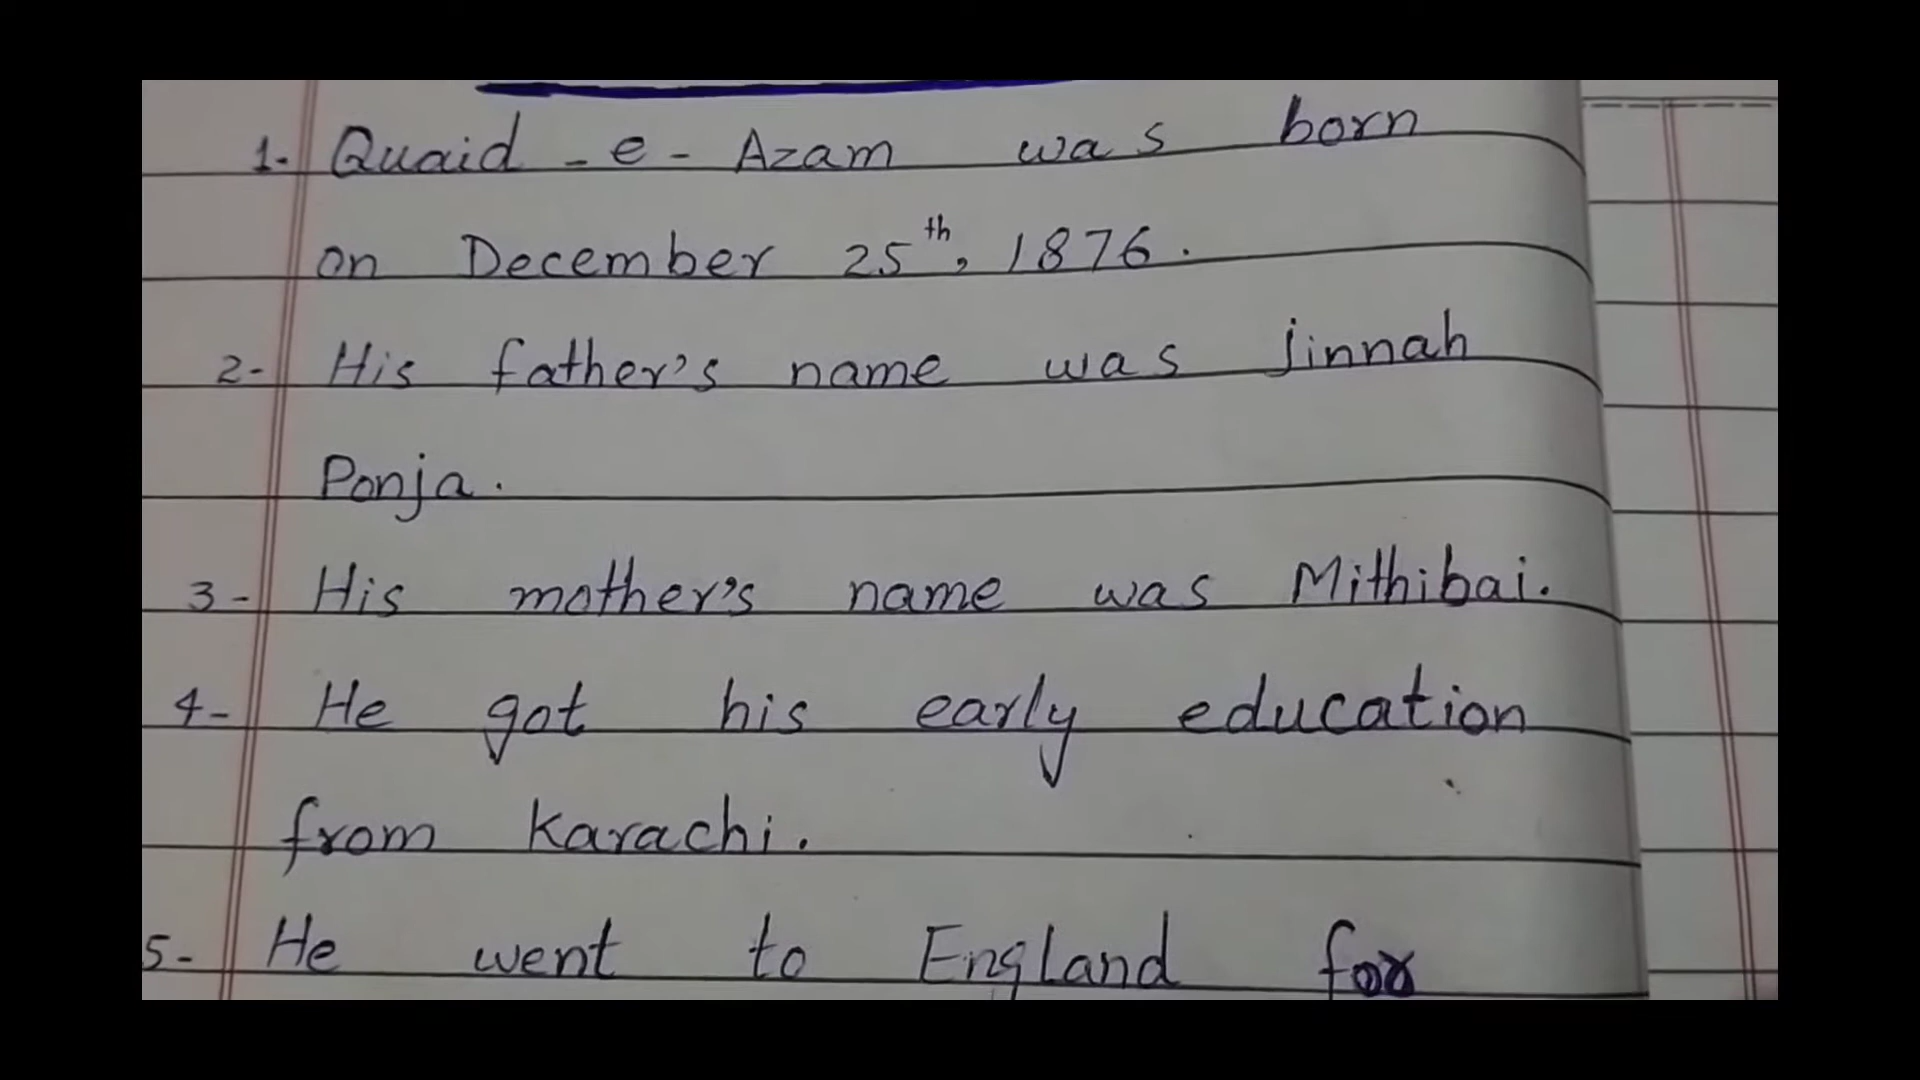 1- Quaid-e-Azam was born
on December 25th, 1876.
2- His father's name was Jinnah
Ponja.
3- His mother's name was Mithibai.
4- He got his early education
from Karachi.
5- He went to England for